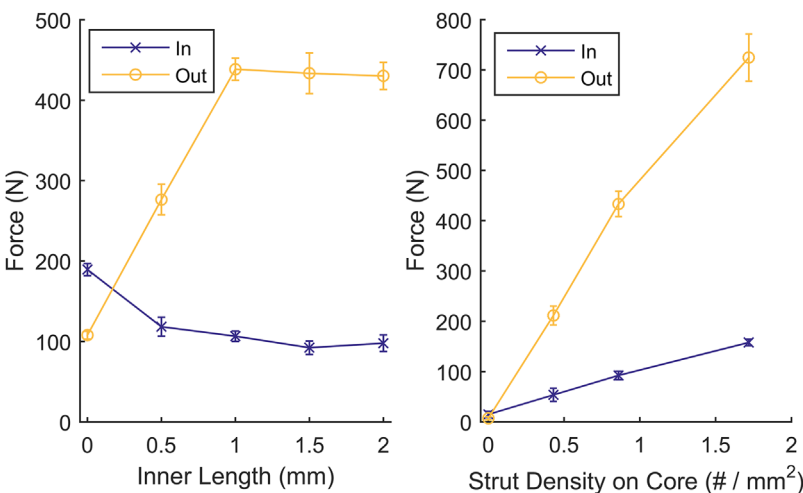 500
400
300
200
100
0
Force (N)
In
Out
0 0.5 1 1.5 2
Inner Length (mm)
800
700
600
500
400
300
200
100
0
Force (N)
In
Out
0 0.5 1 1.5 2
Strut Density on Core (# / mm²)